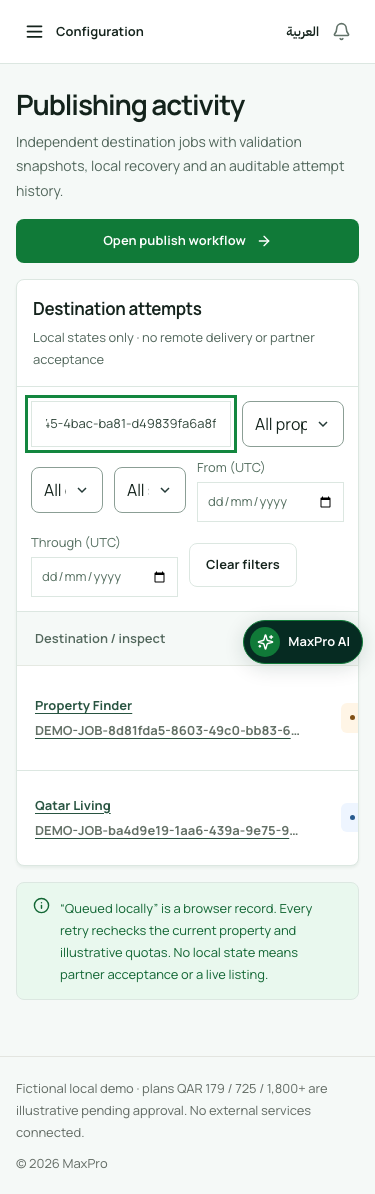 Configuration
العربية
Publishing activity
Independent destination jobs with validation
snapshots, local recovery and an auditable attempt
history.
Open publish workflow
Destination attempts
Local states only · no remote delivery or partner
acceptance
45-4bac-ba81-d49839fa6a8f
All prop
All
All
From (UTC)
dd/mm/yyyy
Through (UTC)
dd/mm/yyyy
Clear filters
Destination / inspect
MaxPro AI
Property Finder
DEMO-JOB-8d81fda5-8603-49c0-bb83-6...
Qatar Living
DEMO-JOB-ba4d9e19-1aa6-439a-9e75-9...
“Queued locally” is a browser record. Every
retry rechecks the current property and
illustrative quotas. No local state means
partner acceptance or a live listing.
Fictional local demo · plans QAR 179 / 725 / 1,800+ are
illustrative pending approval. No external services
connected.
© 2026 MaxPro